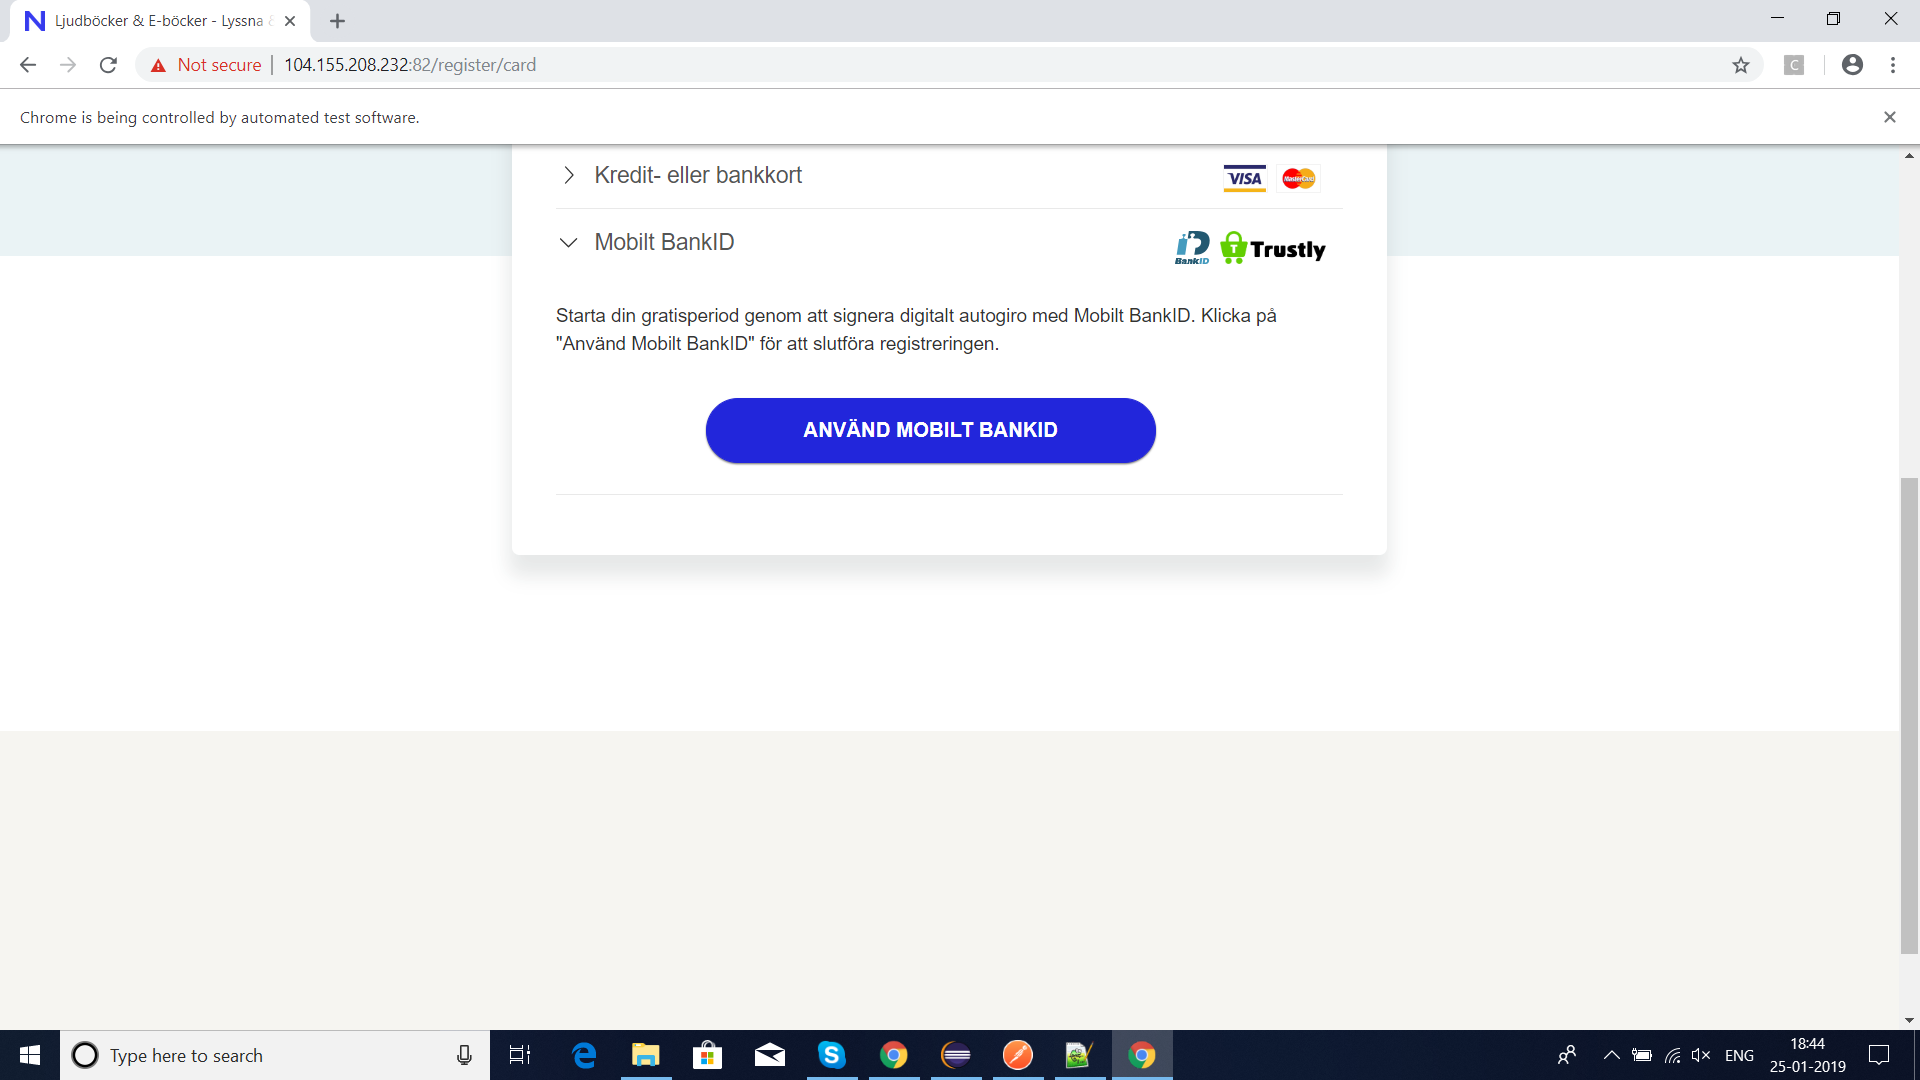 Ljudböcker & E-böcker - Lyssna &
Not secure
104.155.208.232:82/register/card
C
Chrome is being controlled by automated test software.
Kredit- eller bankkort
VISA
MasterCard
Mobilt BankID
BankID
T
Trustly
Starta din gratisperiod genom att signera digitalt autogiro med Mobilt BankID. Klicka på
"Använd Mobilt BankID" för att slutföra registreringen.
ANVÄND MOBILT BANKID
Type here to search
ENG
18:44
25-01-2019